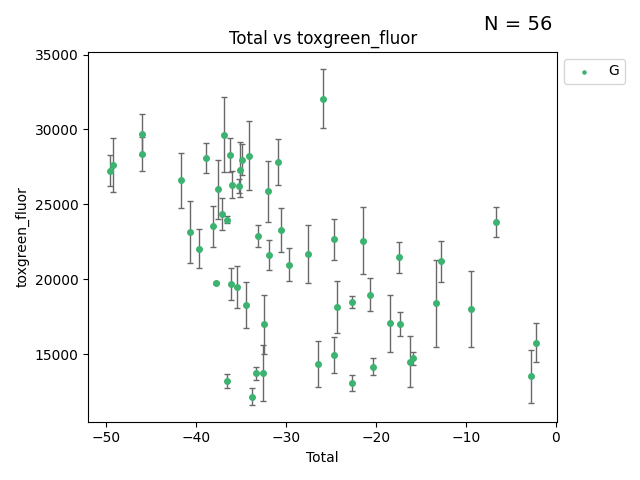 N = 56
Total vs toxgreen_fluor
G
35000
30000
25000
20000
15000
toxgreen_fluor
−50 −40 −30 −20 −10 0
Total